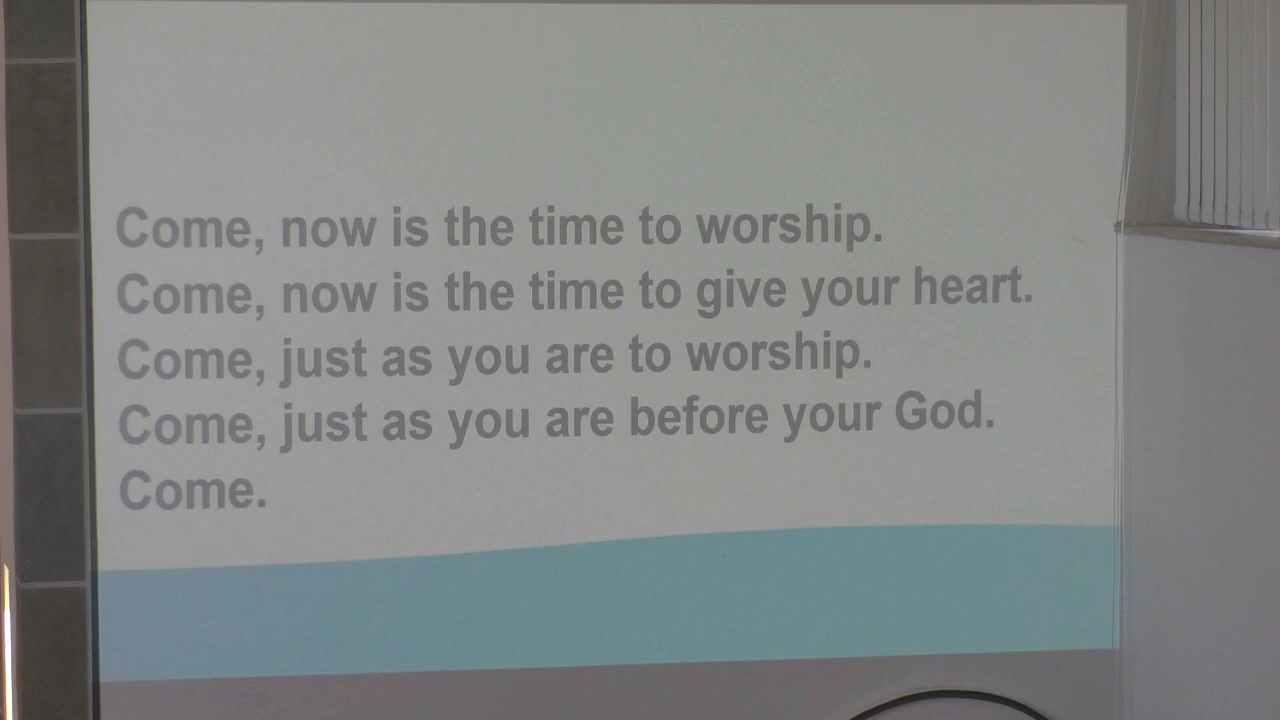 Come, now is the time to worship.
Come, now is the time to give your heart.
Come, just as you are to worship.
Come, just as you are before your God.
Come.